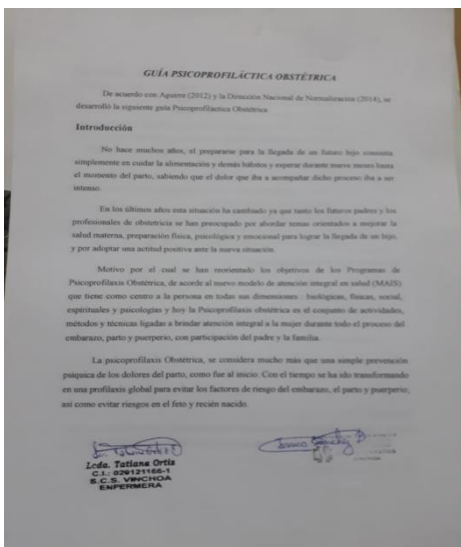 GUÍA PSICOPROFILÁCTICA OBSTÉTRICA
De acuerdo con Aguirre (2012) y la Dirección Nacional de Normalización (2014), se
desarrolló la siguiente guía Psicoprofilactica Obstétrica
Introducción
No hace muchos años, el prepararse para la llegada de un futuro hijo consistía
simplemente en cuidar la alimentación y demás hábitos y esperar durante nueve meses hasta
el momento del parto, sabiendo que el dolor que iba a acompañar dicho proceso iba a ser
intenso.
En los últimos años esta situación ha cambiado ya que tanto los futuros padres y los
profesionales de obstetricia se han preocupado por abordar temas orientados a mejorar la
salud materna, preparación física, psicológica y emocional para lograr la llegada de un hijo,
y por adoptar una actitud positiva ante la nueva situación.
Motivo por el cual se han reorientado los objetivos de los Programas de
Psicoprofilaxis Obstétrica, de acorde al nuevo modelo de atención integral en salud (MAIS)
que tiene como centro a la persona en todas sus dimensiones : biológicas, físicas, social,
espirituales y psicologías y hoy la Psicoprofilaxis obstétrica es el conjunto de actividades,
métodos y técnicas ligadas a brindar atención integral a la mujer durante todo el proceso del
embarazo, parto y puerperio, con participación del padre y la familia.
La psicoprofilaxis Obstétrica, se considera mucho más que una simple prevención
psíquica de los dolores del parto, como fue al inicio. Con el tiempo se ha ido transformando
en una profilaxis global para evitar los factores de riesgo del embarazo, el parto y puerperio,
así como evitar riesgos en el feto y recién nacido.
Lcda. Tatiana Ortiz
C.I.: 020121166-1
S.C.S. VINCHOA
ENFERMERA